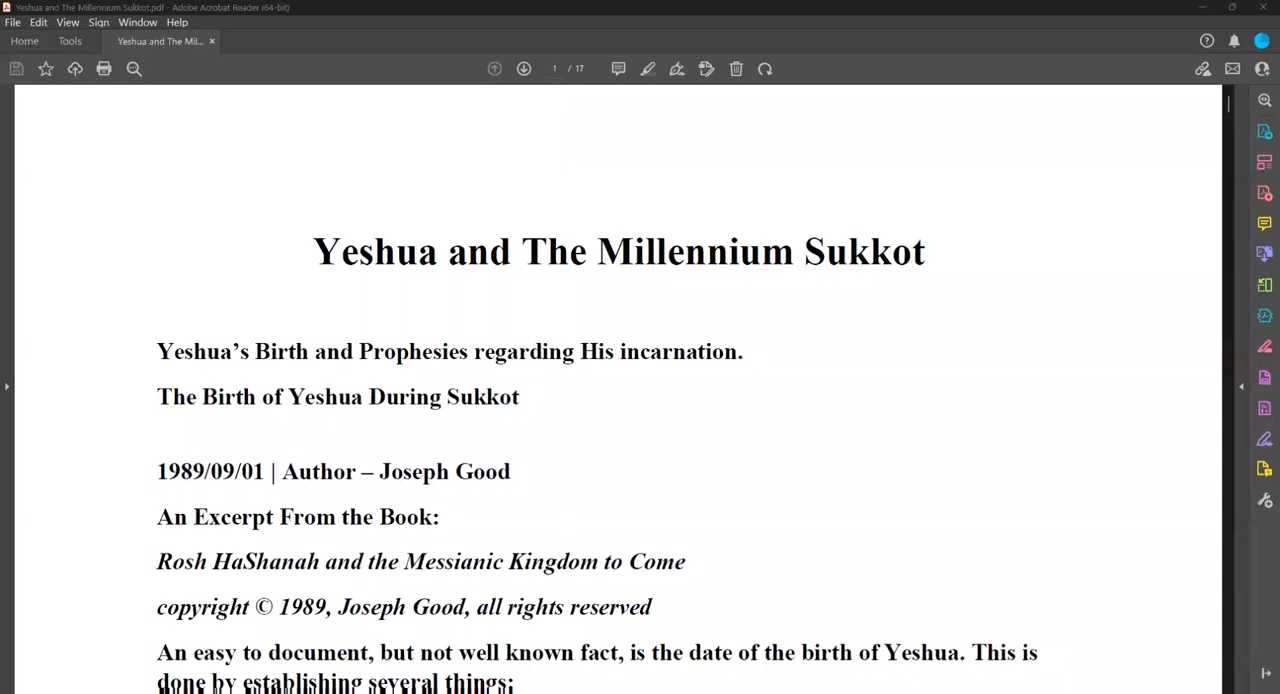 Yeshua and The Millennium Sukkot.pdf - Adobe Acrobat Reader (64-bit)
File Edit View Sign Window Help
Home Tools Yeshua and The Mil... ×
1 / 17
Yeshua and The Millennium Sukkot
Yeshua’s Birth and Prophesies regarding His incarnation.
The Birth of Yeshua During Sukkot
1989/09/01 | Author – Joseph Good
An Excerpt From the Book:
Rosh HaShanah and the Messianic Kingdom to Come
copyright © 1989, Joseph Good, all rights reserved
An easy to document, but not well known fact, is the date of the birth of Yeshua. This is
done by establishing several things: